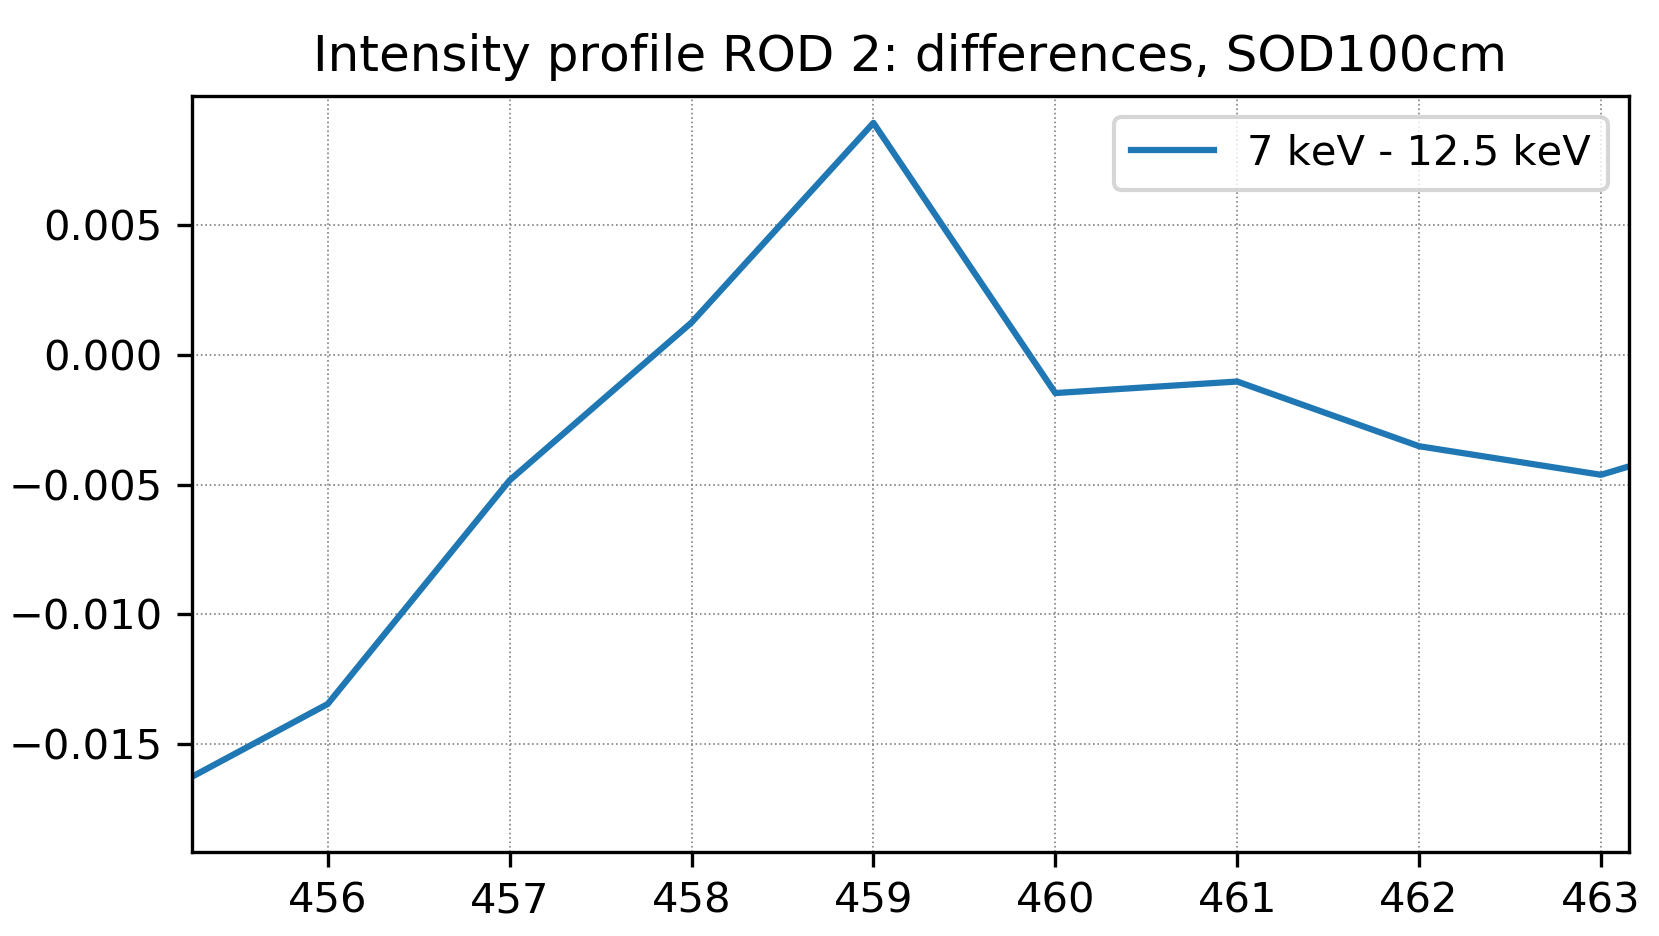 Intensity profile ROD 2: differences, SOD100cm
7 keV - 12.5 keV
0.005
0.000
−0.005
−0.010
−0.015
456 457 458 459 460 461 462 463